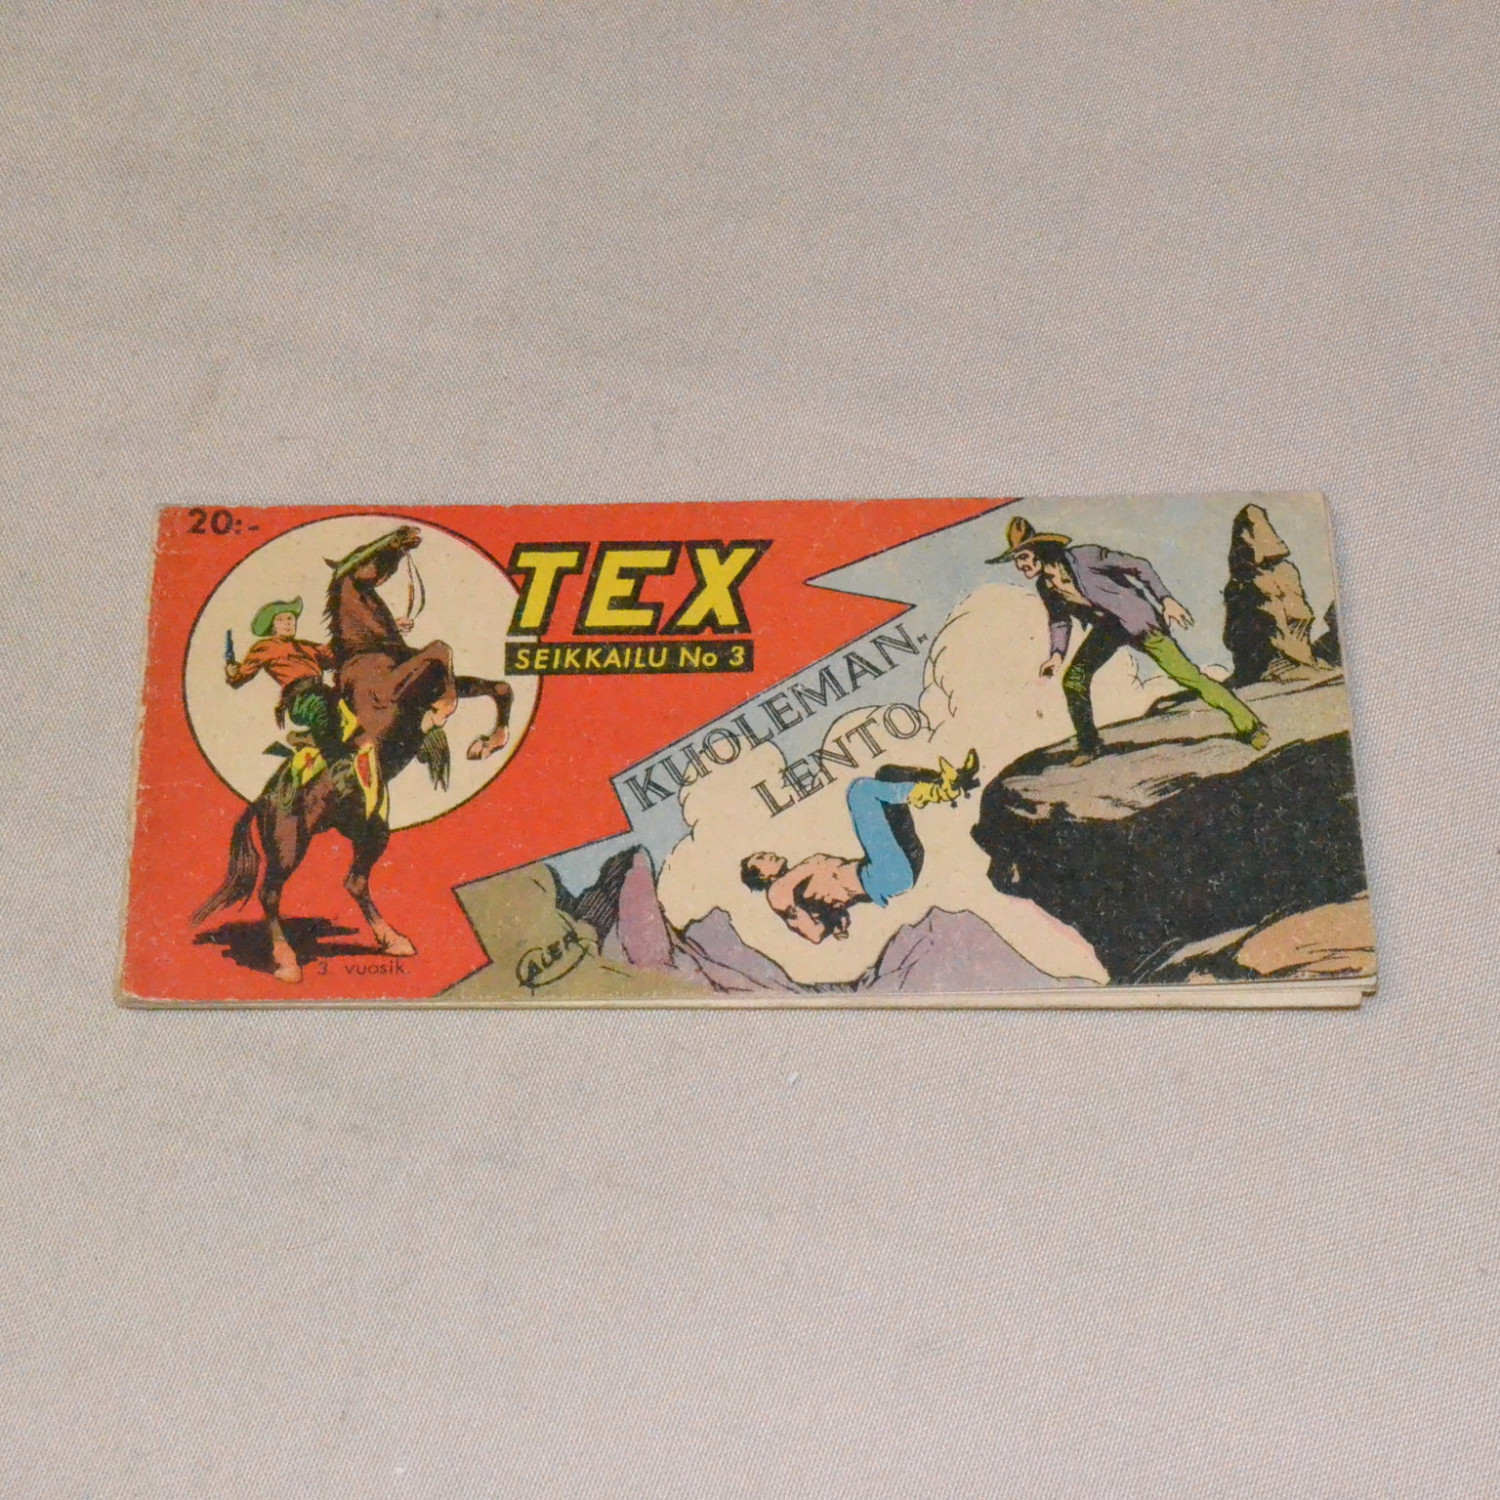 20:-
TEX
SEIKKAILU No 3
KUOLEMAN-
LENTO
3. vuosik.